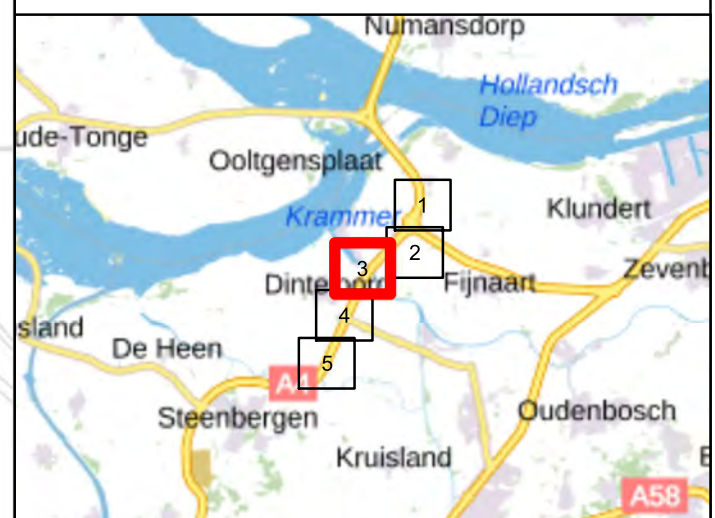 Numansdorp
Hollandsch
Diep
ude-Tonge
Ooltgensplaat
1
Klundert
Krammer
2
3
Zevenb
Dinteloord
Fijnaart
sland
4
De Heen
5
A4
Steenbergen
Oudenbosch
Kruisland
E
A58